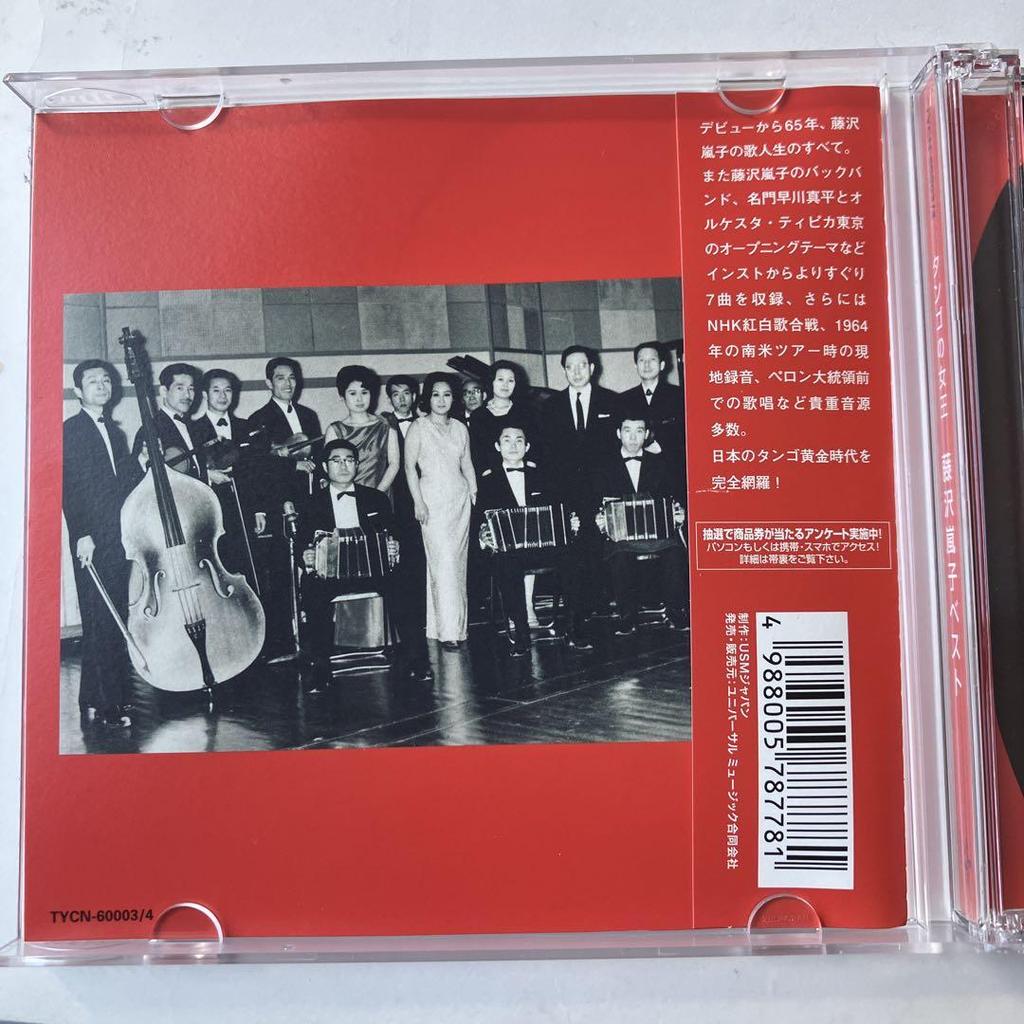 デビューから65年、藤沢
嵐子の歌人生のすべて。
また藤沢嵐子のバックバ
ンド、名門早川真平とオ
ルケスタ・ティピカ東京
のオープニングテーマなど
インストからよりすぐり
7曲を収録、さらには
NHK紅白歌合戦、1964
年の南米ツアー時の現
地録音、ペロン大統領前
での歌唱など貴重音源
多数。
日本のタンゴ黄金時代を
完全網羅！
抽選で商品券が当たるアンケート実施中!
パソコンもしくは携帯・スマホでアクセス!
詳細は帯裏をご覧下さい。
制作：USMジャパン
発売・販売元：ユニバーサル ミュージック合同会社
4 988005 787781
TYCN-60003/4
タンゴの女王 藤沢嵐子ベスト